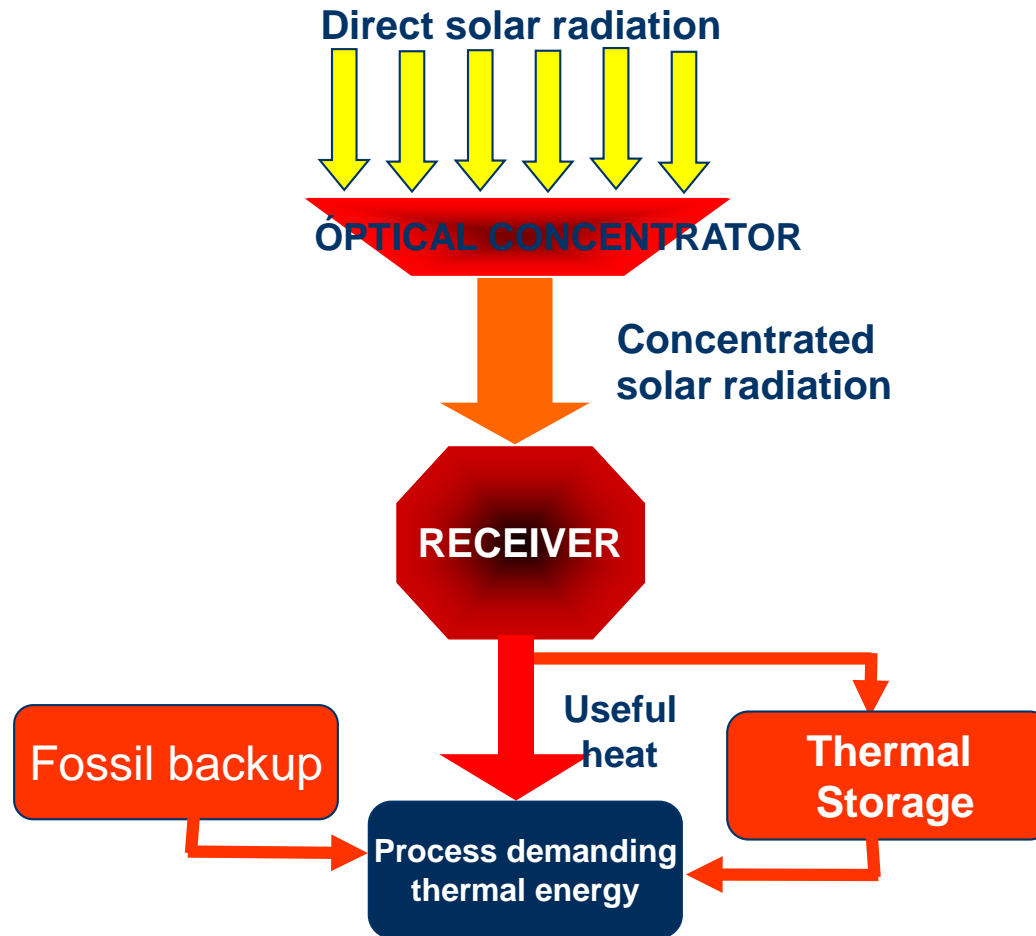 Direct solar radiation
ÓPTICAL CONCENTRATOR
Concentrated
solar radiation
RECEIVER
Useful
heat
Fossil backup
Thermal
Storage
Process demanding
thermal energy